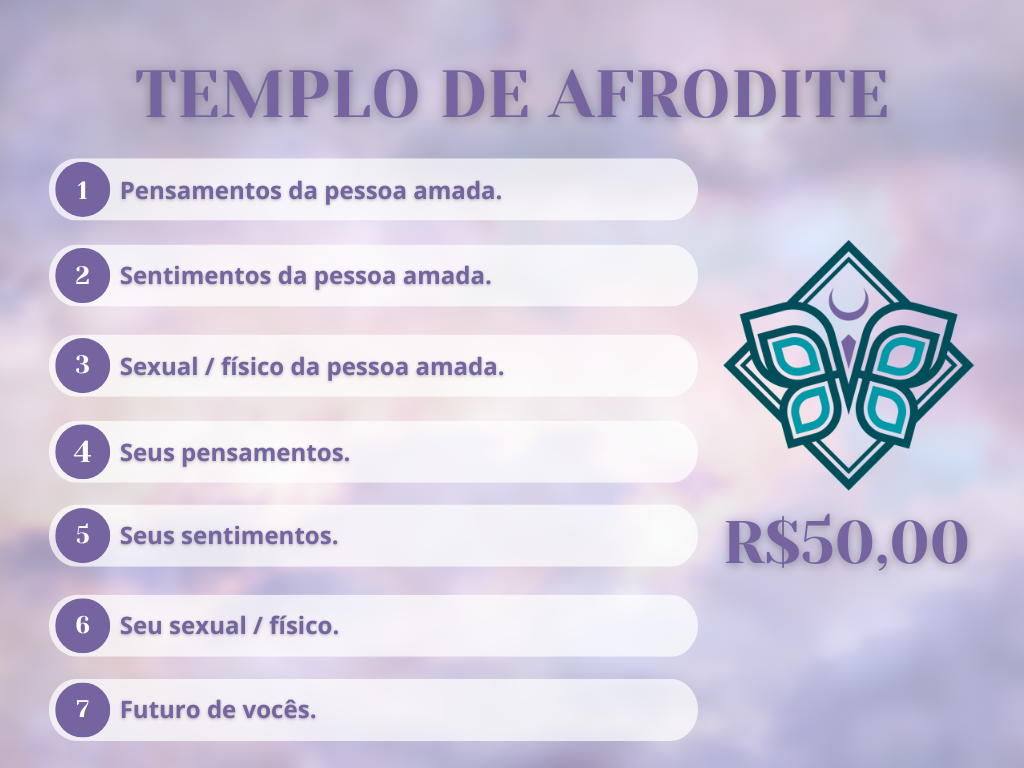 TEMPLO DE AFRODITE
1 Pensamentos da pessoa amada.
2 Sentimentos da pessoa amada.
3 Sexual / físico da pessoa amada.
4 Seus pensamentos.
5 Seus sentimentos.
6 Seu sexual / físico.
7 Futuro de vocês.
R$50,00